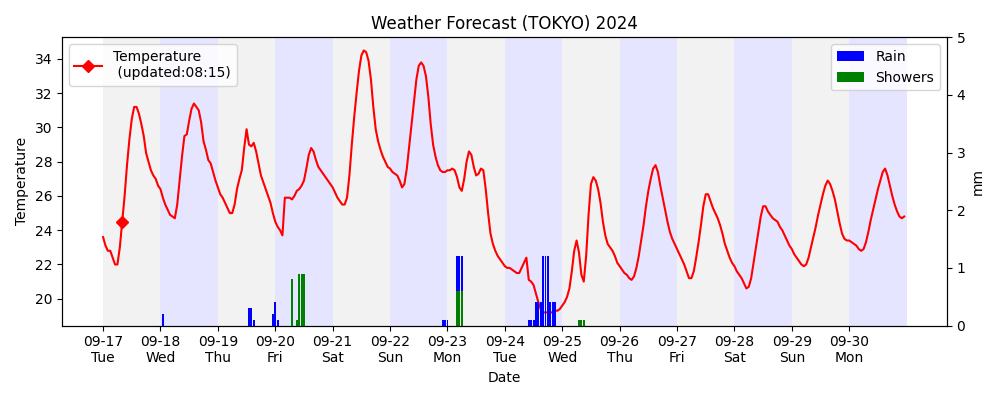 Weather Forecast (TOKYO) 2024
Temperature
(updated:08:15)
Rain
Showers
Temperature
34
32
30
28
26
24
22
20
5
4
3
2
1
0
mm
09-17 09-18 09-19 09-20 09-21 09-22 09-23 09-24 09-25 09-26 09-27 09-28 09-29 09-30
Tue Wed Thu Fri Sat Sun Mon Tue Wed Thu Fri Sat Sun Mon
Date